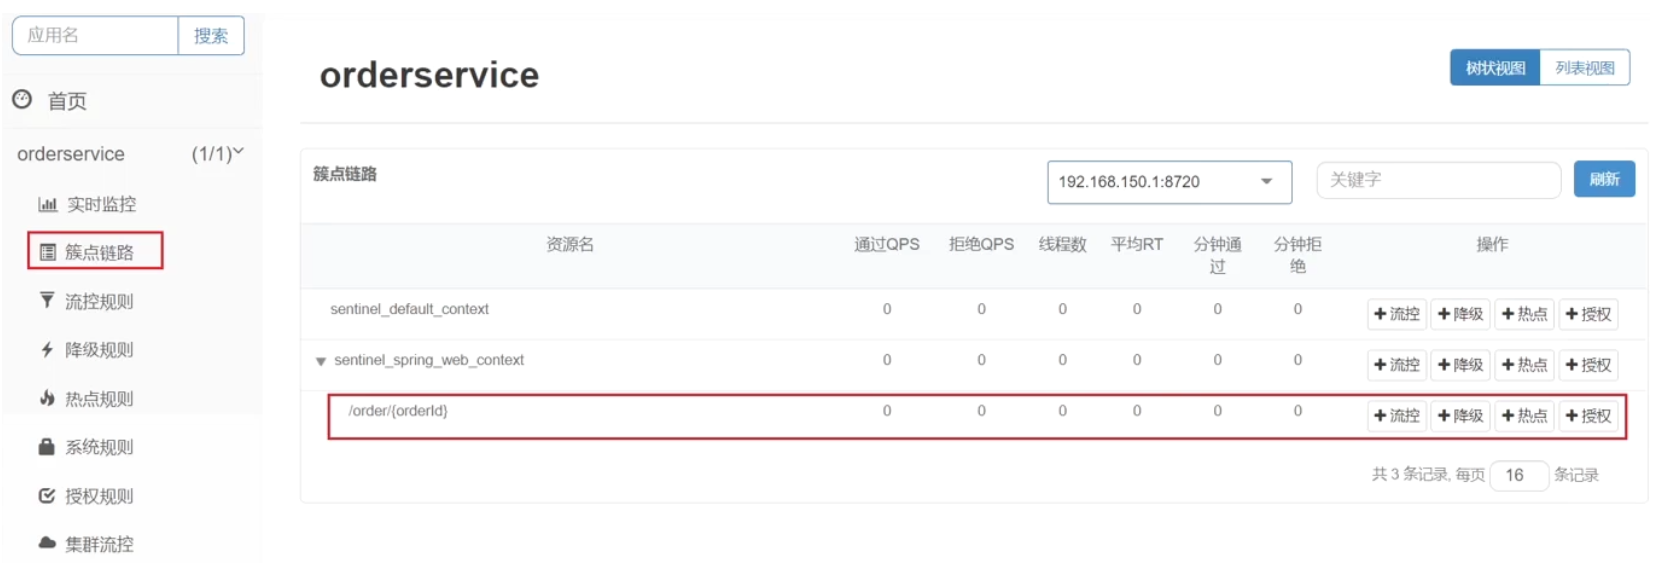 应用名 搜索
首页
orderservice (1/1)
实时监控
簇点链路
流控规则
降级规则
热点规则
系统规则
授权规则
集群流控
orderservice 树状视图 列表视图
簇点链路 192.168.150.1:8720 关键字 刷新
资源名 通过QPS 拒绝QPS 线程数 平均RT 分钟通过 分钟拒绝 操作
sentinel_default_context 0 0 0 0 0 0 流控 降级 热点 授权
sentinel_spring_web_context 0 0 0 0 0 0 流控 降级 热点 授权
/order/{orderId} 0 0 0 0 0 0 流控 降级 热点 授权
共 3 条记录, 每页 16 条记录